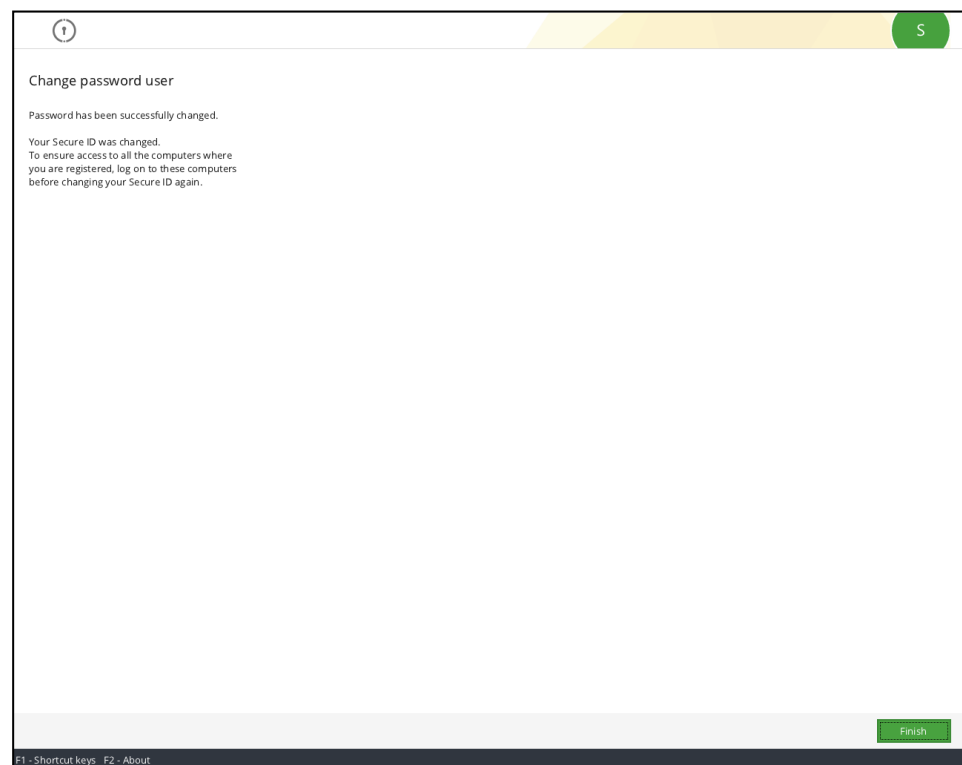 S
Change password user
Password has been successfully changed.
Your Secure ID was changed.
To ensure access to all the computers where
you are registered, log on to these computers
before changing your Secure ID again.
Finish
F1 - Shortcut keys F2 - About